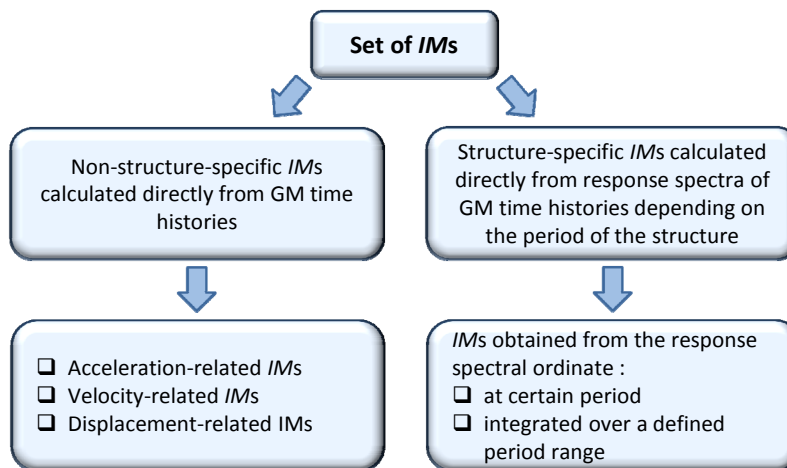 Set of IMs
Non-structure-specific IMs
calculated directly from GM time
histories
Structure-specific IMs calculated
directly from response spectra of
GM time histories depending on
the period of the structure
❑ Acceleration-related IMs
❑ Velocity-related IMs
❑ Displacement-related IMs
IMs obtained from the response
spectral ordinate :
❑ at certain period
❑ integrated over a defined
period range